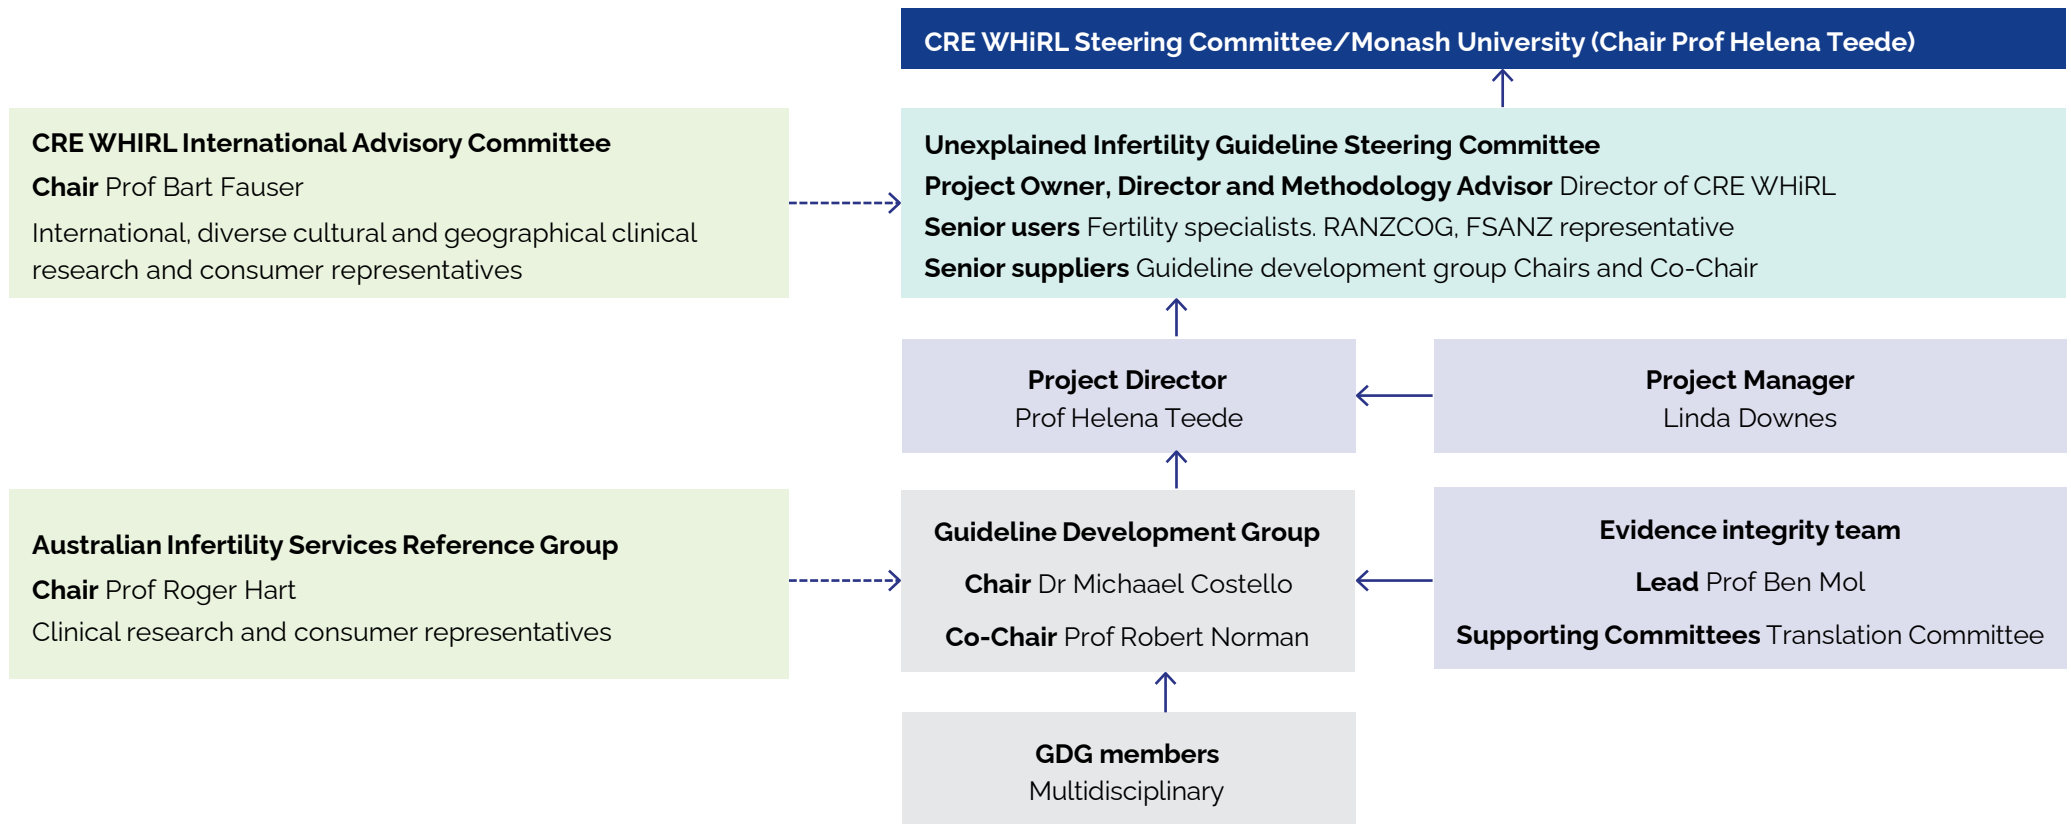 CRE WHiRL Steering Committee/Monash University (Chair Prof Helena Teede)
CRE WHIRL International Advisory Committee
Chair Prof Bart Fauser
International, diverse cultural and geographical clinical
research and consumer representatives
Unexplained Infertility Guideline Steering Committee
Project Owner, Director and Methodology Advisor Director of CRE WHiRL
Senior users Fertility specialists. RANZCOG, FSANZ representative
Senior suppliers Guideline development group Chairs and Co-Chair
Project Director
Prof Helena Teede
Project Manager
Linda Downes
Australian Infertility Services Reference Group
Chair Prof Roger Hart
Clinical research and consumer representatives
Guideline Development Group
Chair Dr Michaael Costello
Co-Chair Prof Robert Norman
Evidence integrity team
Lead Prof Ben Mol
Supporting Committees Translation Committee
GDG members
Multidisciplinary